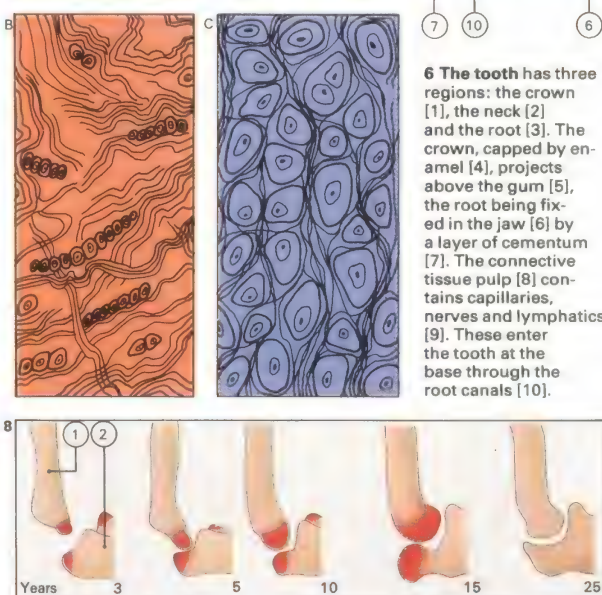 B
C
7 10 6
6 The tooth has three
regions: the crown
[1], the neck [2]
and the root [3]. The
crown, capped by en-
amel [4], projects
above the gum [5],
the root being fix-
ed in the jaw [6] by
a layer of cementum
[7]. The connective
tissue pulp [8] con-
tains capillaries,
nerves and lymphatics
[9]. These enter
the tooth at the
base through the
root canals [10].
8
1 2
Years 3 5 10 15 25